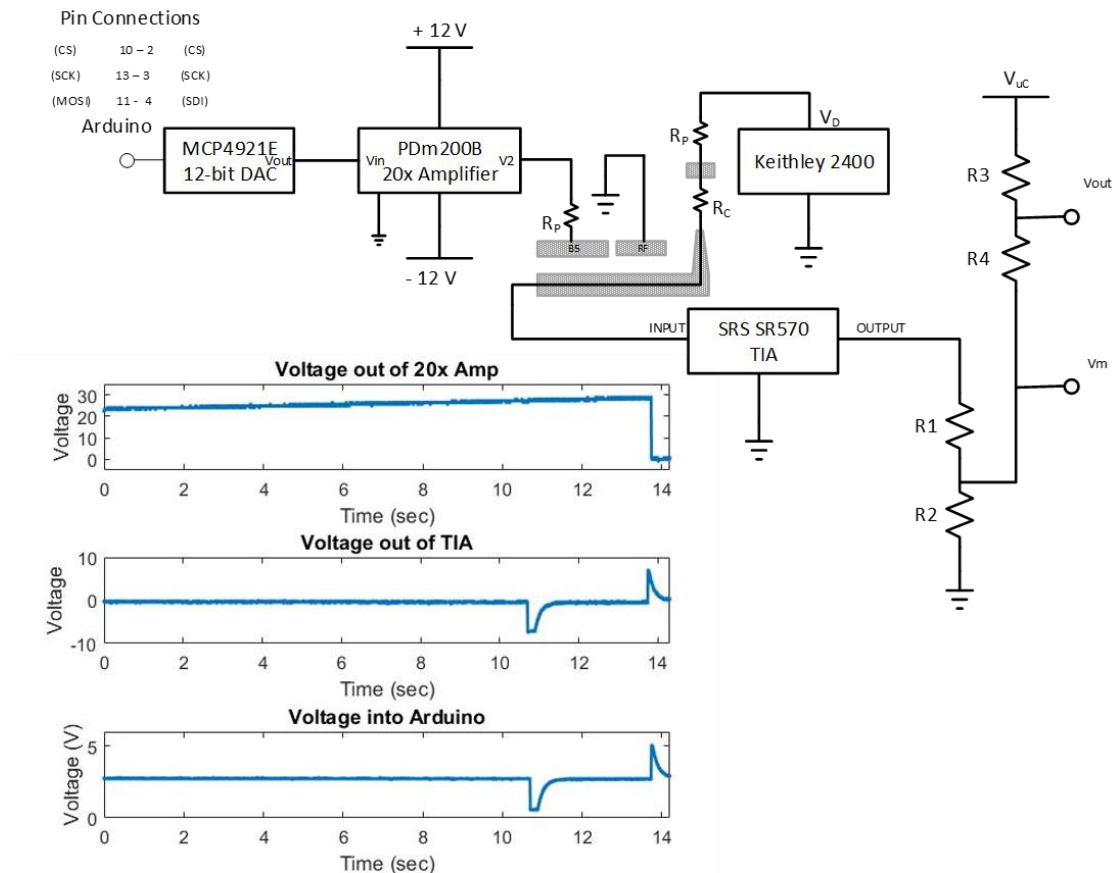 Pin Connections
(CS) 10 – 2 (CS)
(SCK) 13 – 3 (SCK)
(MOSI) 11 - 4 (SDI)
Arduino
MCP4921E
12-bit DAC
Vout
+ 12 V
Vin
PDm200B
20x Amplifier
V2
- 12 V
RP
BS
RF
RP
RC
VD
Keithley 2400
VuC
R3
Vout
R4
INPUT
SRS SR570
TIA
OUTPUT
Vm
R1
R2
Voltage out of 20x Amp
Voltage
30
20
10
0
0 2 4 6 8 10 12 14
Time (sec)
Voltage out of TIA
Voltage
10
0
-10
0 2 4 6 8 10 12 14
Time (sec)
Voltage into Arduino
Voltage (V)
5
0
0 2 4 6 8 10 12 14
Time (sec)